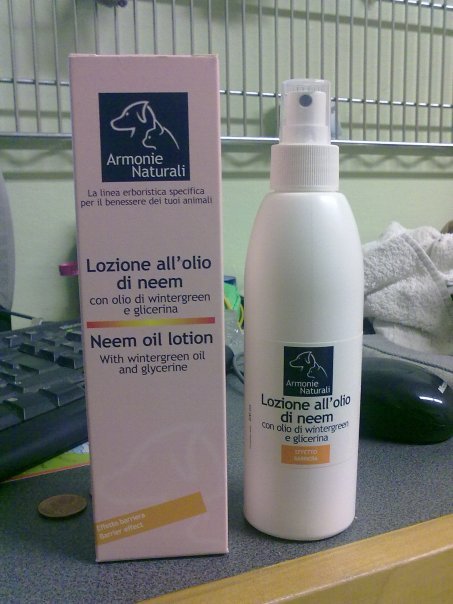 Armonie
Naturali
La linea erboristica specifica
per il benessere dei tuoi animali
Lozione all'olio
di neem
con olio di wintergreen
e glicerina
Neem oil lotion
With wintergreen oil
and glycerine
Effetto barriera
Barrier effect
Armonie
Naturali
Lozione all'olio
di neem
con olio di wintergreen
e glicerina
EFFETTO
BARRIERA